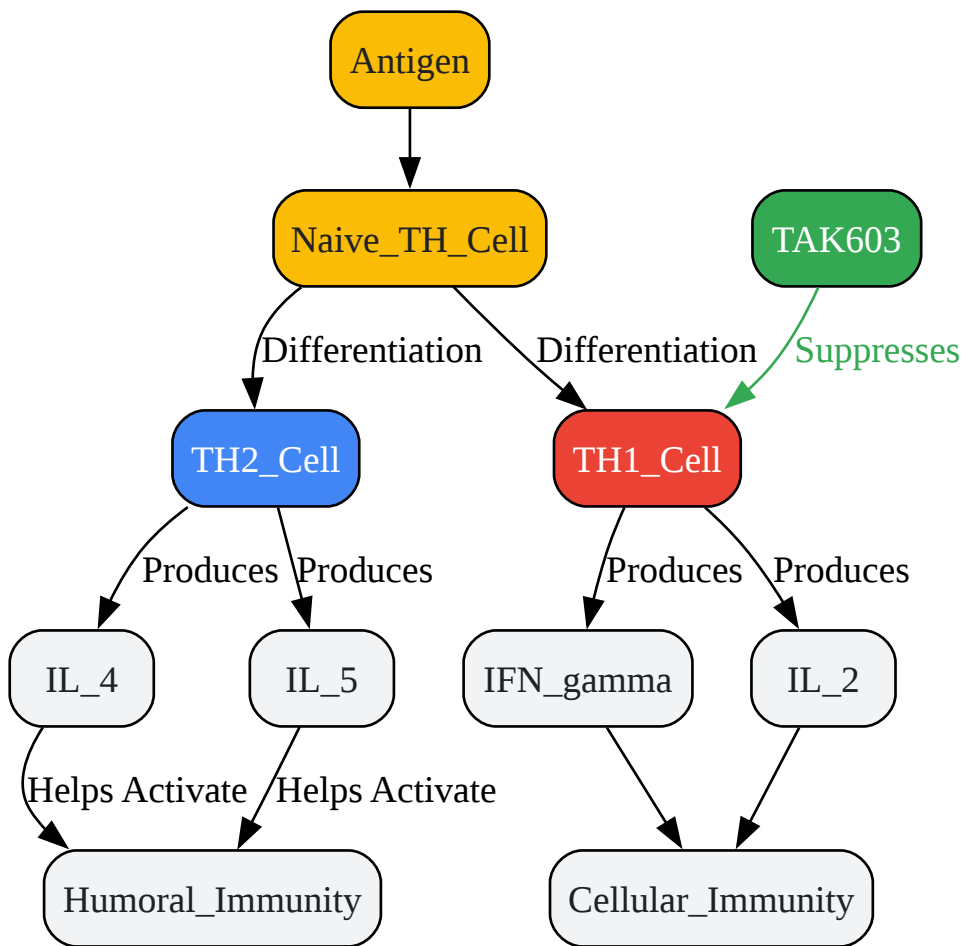 Antigen
Naive_TH_Cell
TAK603
Differentiation
Differentiation
Suppresses
TH2_Cell
TH1_Cell
Produces
Produces
Produces
Produces
IL_4
IL_5
IFN_gamma
IL_2
Helps Activate
Helps Activate
Humoral_Immunity
Cellular_Immunity